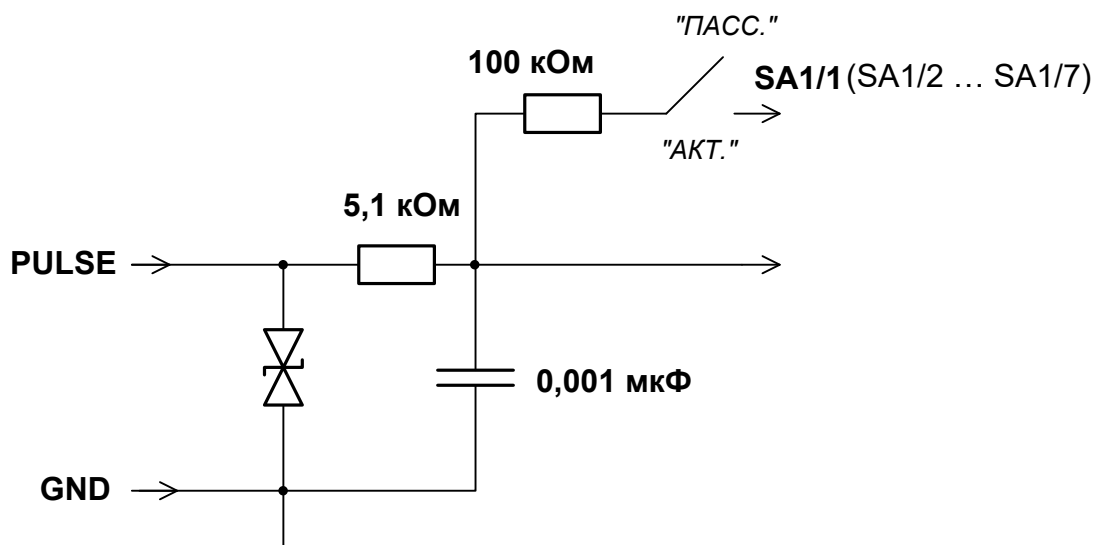 "ПАСС."
100 кОм
SA1/1 (SA1/2 ... SA1/7)
"АКТ."
5,1 кОм
PULSE
0,001 мкФ
GND